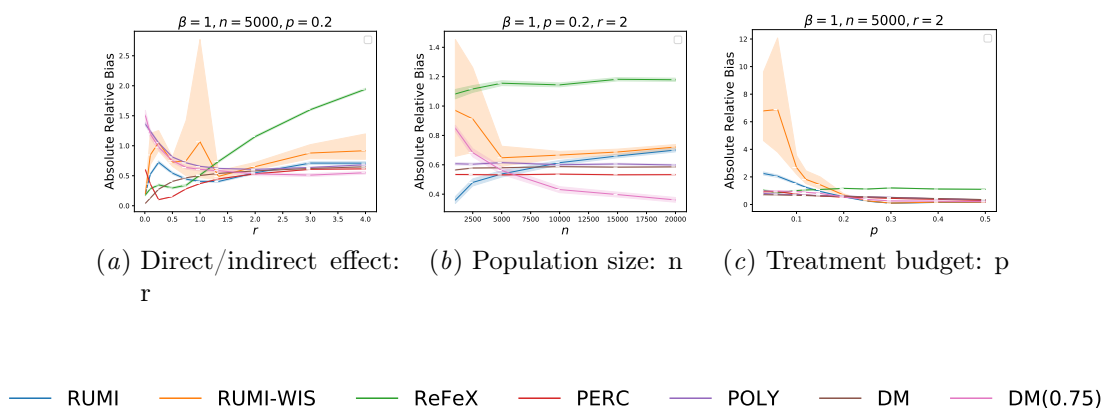 β = 1, n = 5000, p = 0.2
Absolute Relative Bias
2.5
2.0
1.5
1.0
0.5
0.0
0.0 0.5 1.0 1.5 2.0 2.5 3.0 3.5 4.0
r
β = 1, p = 0.2, r = 2
Absolute Relative Bias
1.4
1.2
1.0
0.8
0.6
0.4
2500 5000 7500 10000 12500 15000 17500 20000
n
β = 1, n = 5000, r = 2
Absolute Relative Bias
12
10
8
6
4
2
0
0.1 0.2 0.3 0.4 0.5
p
(a) Direct/indirect effect:
r
(b) Population size: n
(c) Treatment budget: p
RUMI RUMI-WIS ReFeX PERC POLY DM DM(0.75)